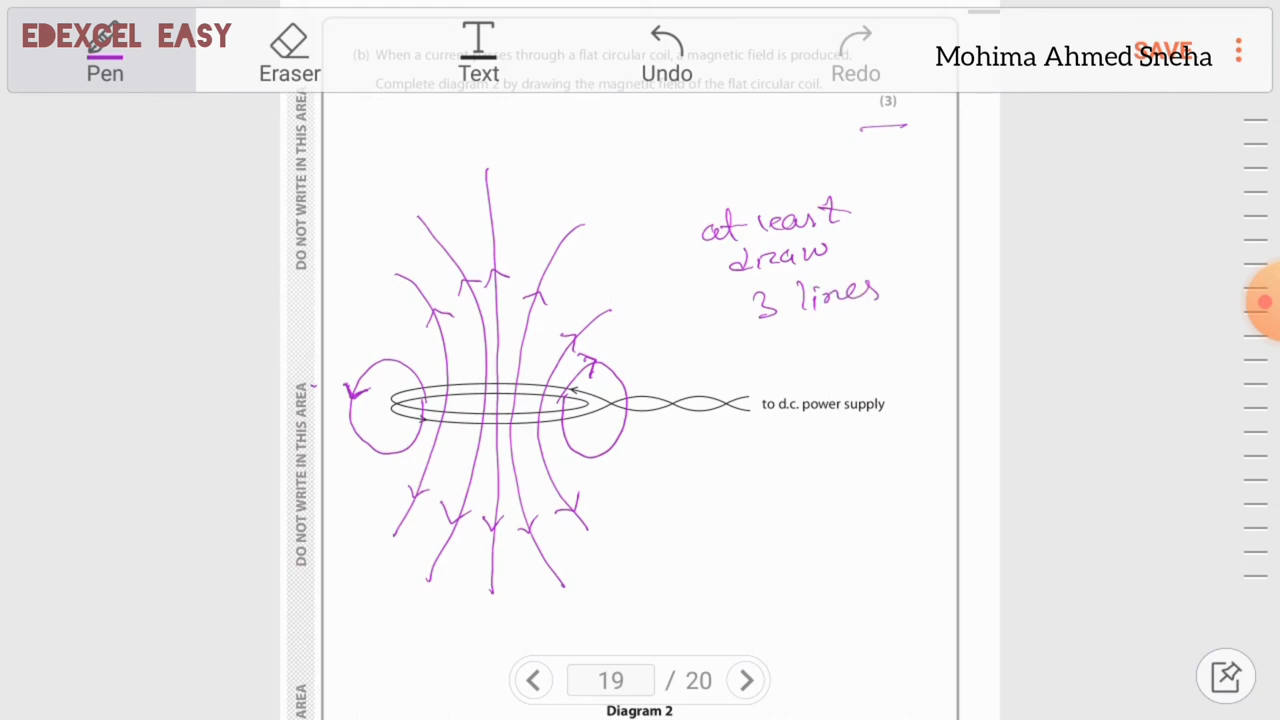 EDEXCEL EASY
Pen
Eraser
Text
Undo
Redo
SAVE
Mohima Ahmed Sneha
(b) When a current passes through a flat circular coil, a magnetic field is produced.
Complete diagram 2 by drawing the magnetic field of the flat circular coil.
(3)
DO NOT WRITE IN THIS AREA
at least
draw
3 lines
DO NOT WRITE IN THIS AREA
to d.c. power supply
19 / 20
AREA
Diagram 2